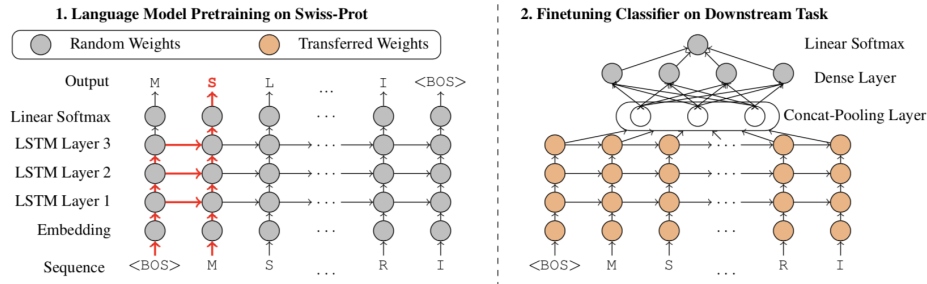 1. Language Model Pretraining on Swiss-Prot
Random Weights Transferred Weights
Output M S L ... I <BOS>
Linear Softmax
LSTM Layer 3 ...
LSTM Layer 2 ...
LSTM Layer 1 ...
Embedding ...
Sequence <BOS> M S ... R I
2. Finetuning Classifier on Downstream Task
Linear Softmax
Dense Layer
Concat-Pooling Layer
...
...
...
...
<BOS> M S ... R I